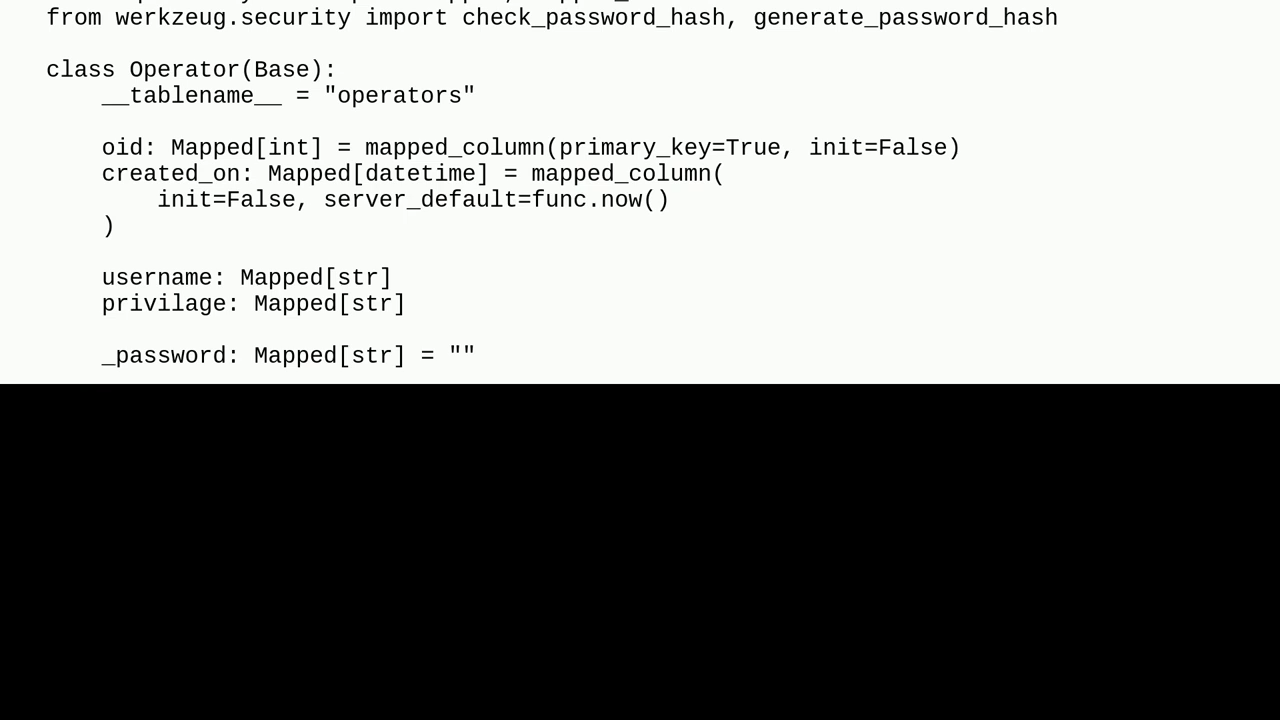 from werkzeug.security import check_password_hash, generate_password_hash
class Operator(Base):
__tablename__ = "operators"
oid: Mapped[int] = mapped_column(primary_key=True, init=False)
created_on: Mapped[datetime] = mapped_column(
init=False, server_default=func.now()
)
username: Mapped[str]
privilage: Mapped[str]
_password: Mapped[str] = ""